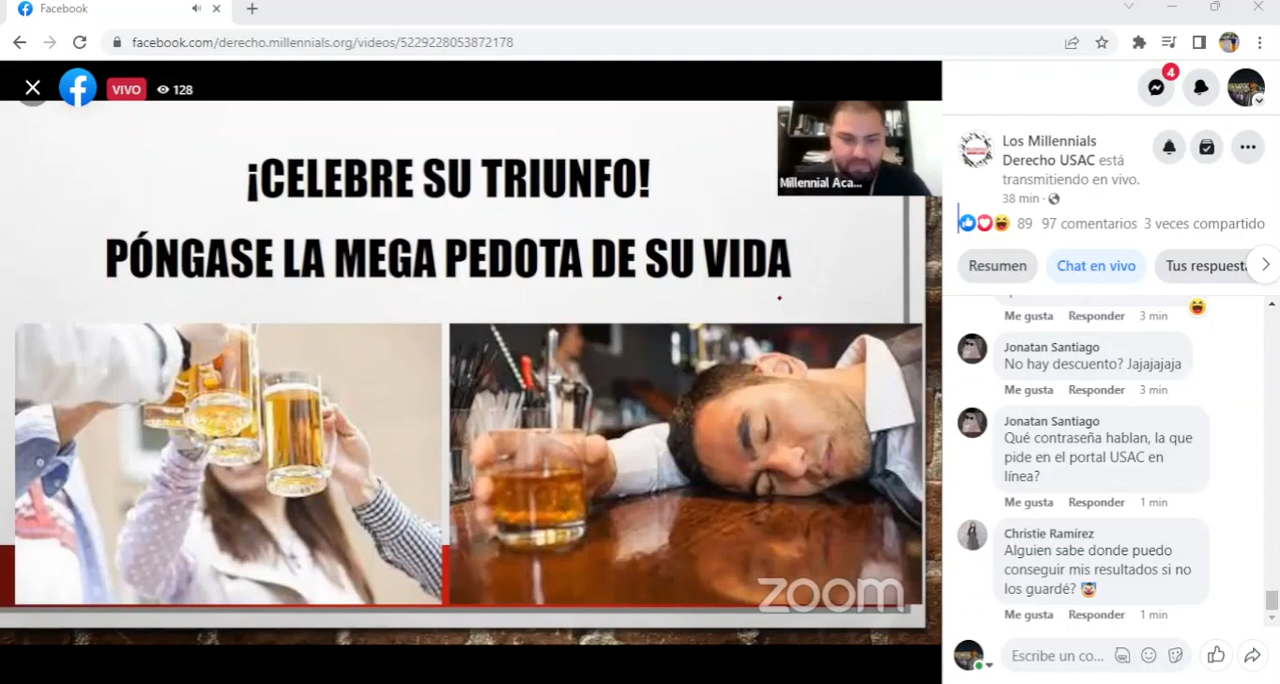 Facebook
facebook.com/derecho.millennials.org/videos/5229228053872178
VIVO
128
¡CELEBRE SU TRIUNFO!
PÓNGASE LA MEGA PEDOTA DE SU VIDA
Millennial Aca...
zoom
4
Los Millennials
Derecho USAC está
transmitiendo en vivo.
38 min ·
89 97 comentarios 3 veces compartido
Resumen
Chat en vivo
Tus respuest
Me gusta Responder 3 min
Jonatan Santiago
No hay descuento? Jajajajaja
Me gusta Responder 3 min
Jonatan Santiago
Qué contraseña hablan, la que
pide en el portal USAC en
línea?
Me gusta Responder 1 min
Christie Ramírez
Alguien sabe donde puedo
conseguir mis resultados si no
los guardé? 🤡
Me gusta Responder 1 min
Escribe un co...